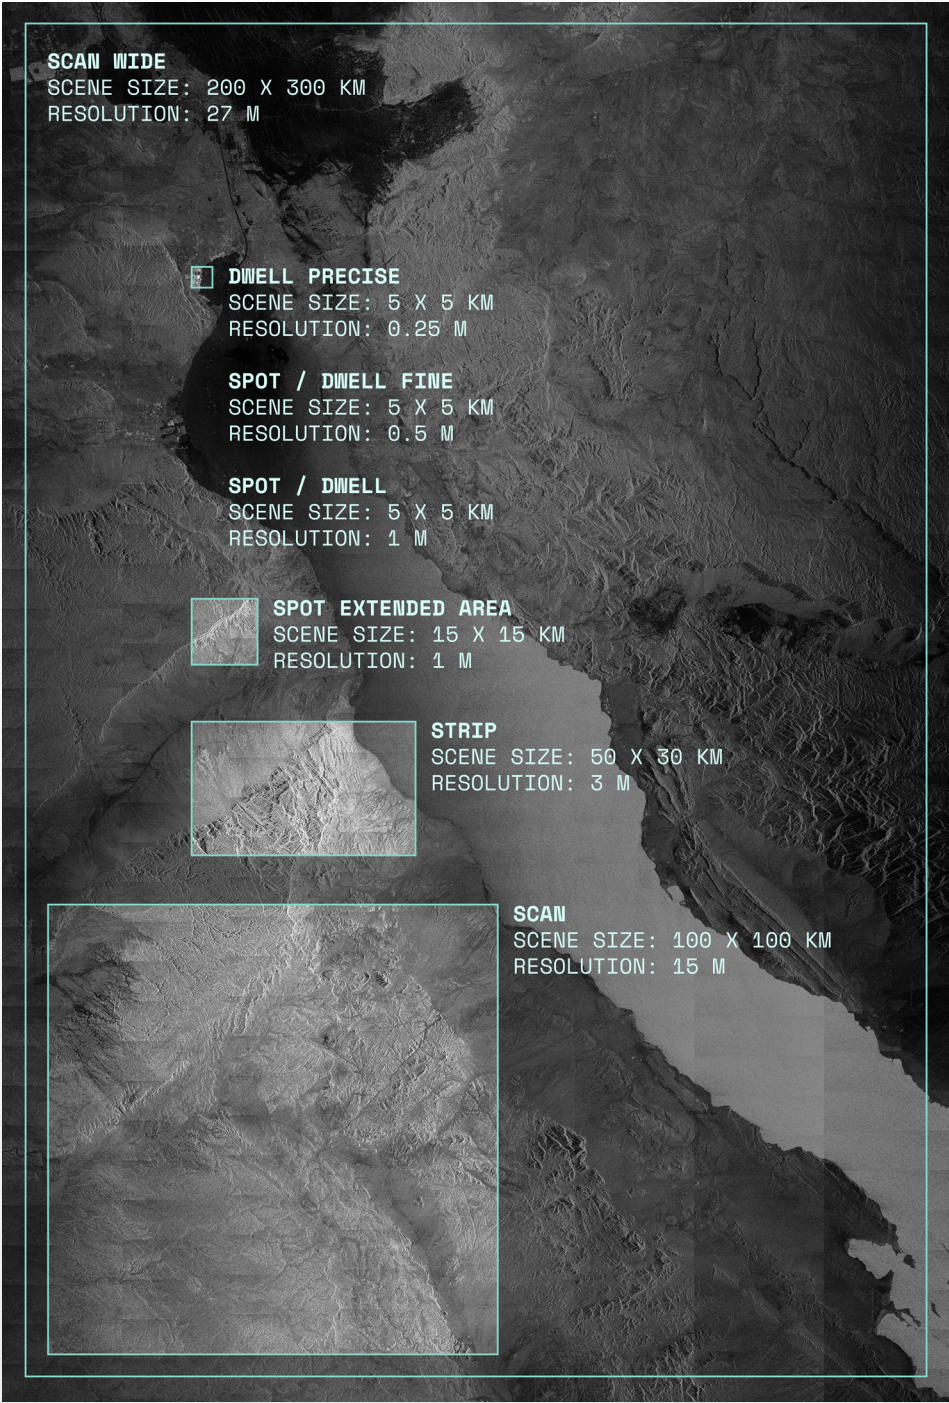 SCAN WIDE
SCENE SIZE: 200 X 300 KM
RESOLUTION: 27 M
DWELL PRECISE
SCENE SIZE: 5 X 5 KM
RESOLUTION: 0.25 M
SPOT / DWELL FINE
SCENE SIZE: 5 X 5 KM
RESOLUTION: 0.5 M
SPOT / DWELL
SCENE SIZE: 5 X 5 KM
RESOLUTION: 1 M
SPOT EXTENDED AREA
SCENE SIZE: 15 X 15 KM
RESOLUTION: 1 M
STRIP
SCENE SIZE: 50 X 30 KM
RESOLUTION: 3 M
SCAN
SCENE SIZE: 100 X 100 KM
RESOLUTION: 15 M